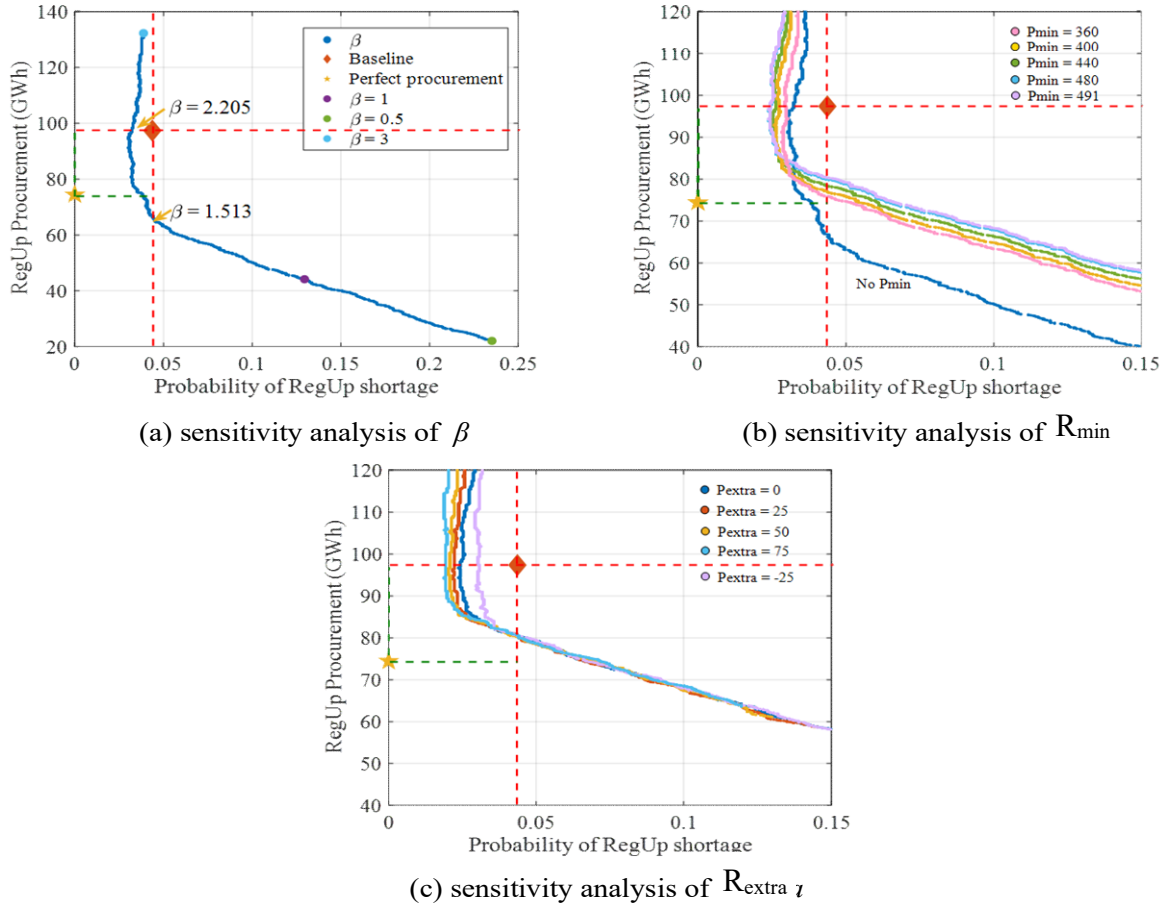 140
120
100
80
60
40
20
RegUp Procurement (GWh)
β = 2.205
β = 1.513
β
Baseline
Perfect procurement
β = 1
β = 0.5
β = 3
0 0.05 0.1 0.15 0.2 0.25
Probability of RegUp shortage
(a) sensitivity analysis of β
120
110
100
90
80
70
60
50
40
RegUp Procurement (GWh)
Pmin = 360
Pmin = 400
Pmin = 440
Pmin = 480
Pmin = 491
No Pmin
0 0.05 0.1 0.15
Probability of RegUp shortage
(b) sensitivity analysis of Rmin
120
110
100
90
80
70
60
50
40
RegUp Procurement (GWh)
Pextra = 0
Pextra = 25
Pextra = 50
Pextra = 75
Pextra = -25
0 0.05 0.1 0.15
Probability of RegUp shortage
(c) sensitivity analysis of Rextra ı